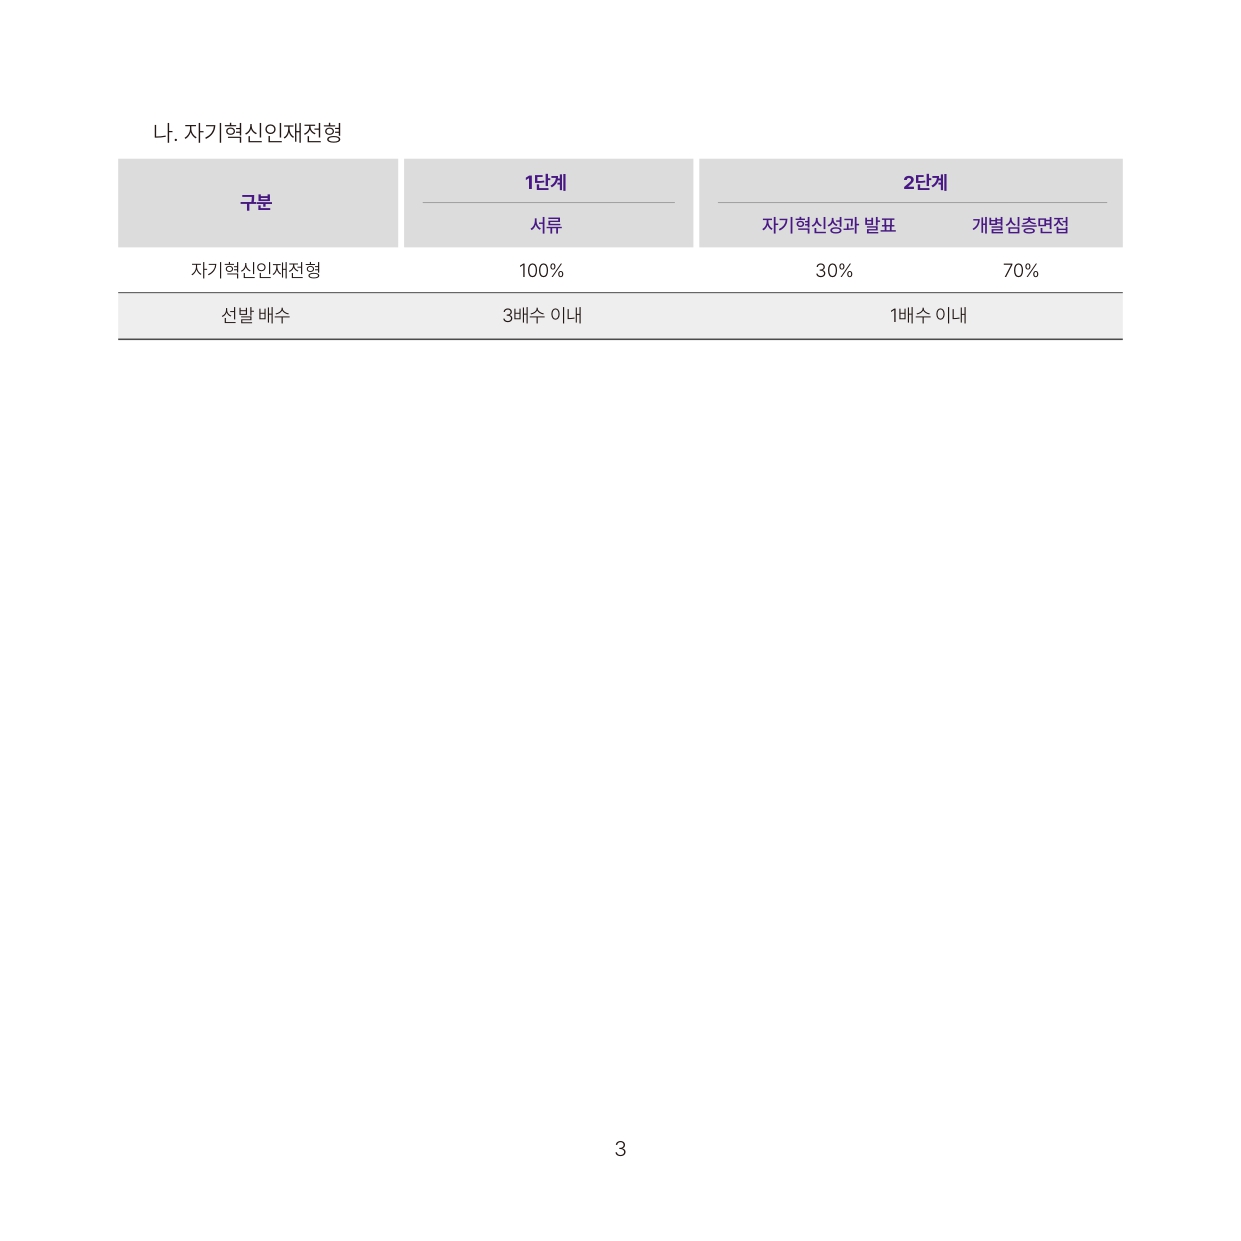 나. 자기혁신인재전형
구분 1단계 2단계
서류 자기혁신성과 발표 개별심층면접
자기혁신인재전형 100% 30% 70%
선발 배수 3배수 이내 1배수 이내
3